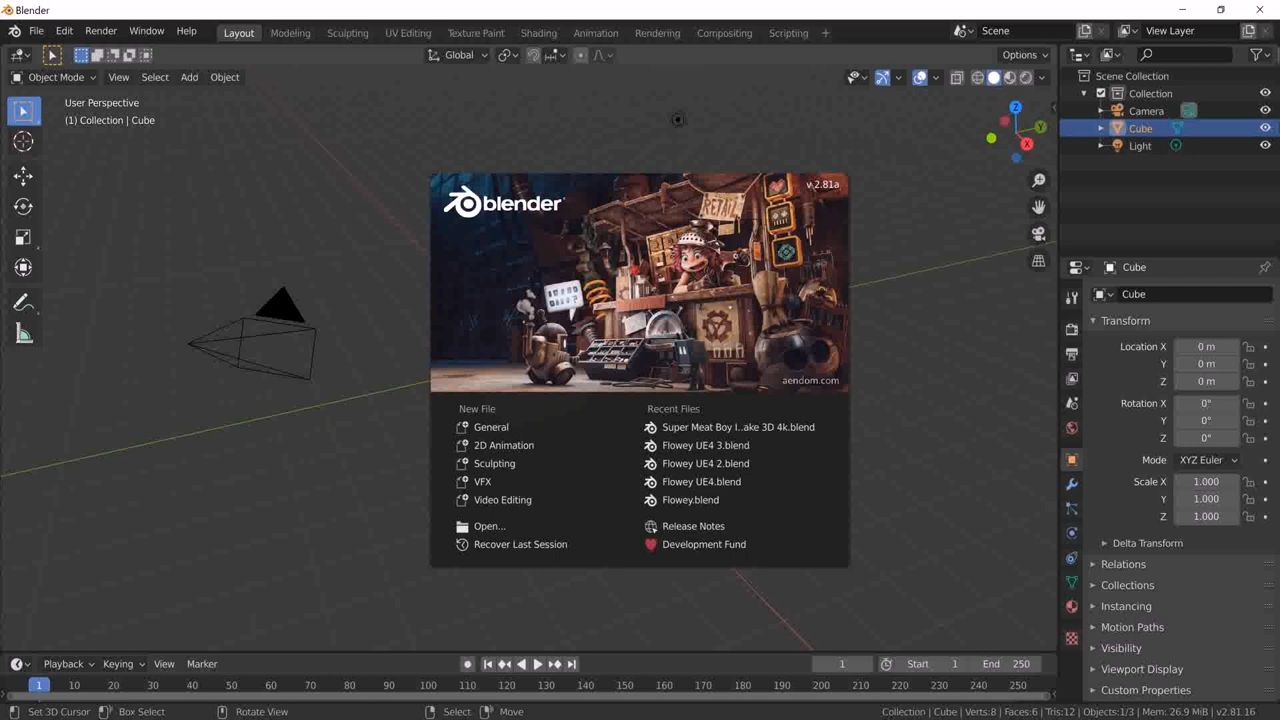 Blender
File Edit Render Window Help Layout Modeling Sculpting UV Editing Texture Paint Shading Animation Rendering Compositing Scripting + Scene View Layer
Global Options
Object Mode View Select Add Object
User Perspective
(1) Collection | Cube
Z
Y
X
Scene Collection
Collection
Camera
Cube
Light
blender
v 2.81a
RETAIL
aendom.com
New File
General
2D Animation
Sculpting
VFX
Video Editing
Open...
Recover Last Session
Recent Files
Super Meat Boy I..ake 3D 4k.blend
Flowey UE4 3.blend
Flowey UE4 2.blend
Flowey UE4.blend
Flowey.blend
Release Notes
Development Fund
Cube
Cube
Transform
Location X 0 m
Y 0 m
Z 0 m
Rotation X 0°
Y 0°
Z 0°
Mode XYZ Euler
Scale X 1.000
Y 1.000
Z 1.000
Delta Transform
Relations
Collections
Instancing
Motion Paths
Visibility
Viewport Display
Custom Properties
Playback Keying View Marker 1 Start 1 End 250
1 10 20 30 40 50 60 70 80 90 100 110 120 130 140 150 160 170 180 190 200 210 220 230 240 250
Set 3D Cursor Box Select Rotate View Select Move Collection | Cube | Verts:8 | Faces:6 | Tris:12 | Objects:1/3 | Mem: 26.9 MiB | v2.81.16